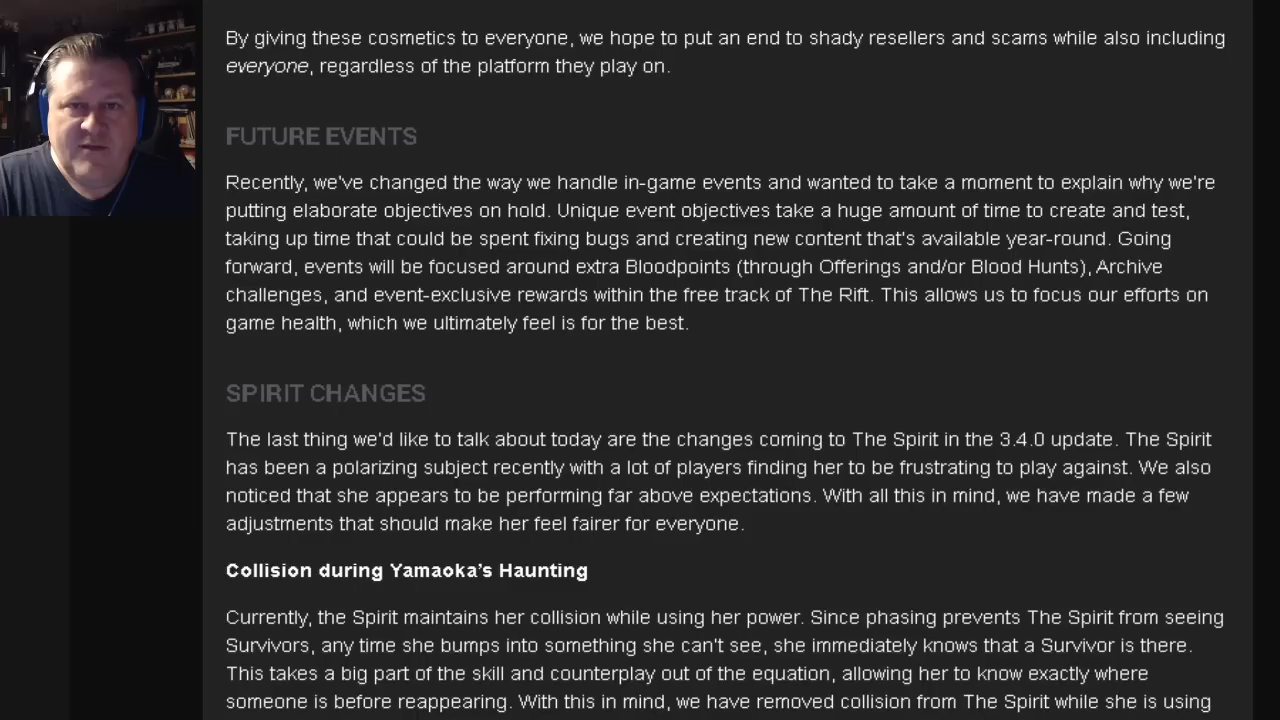 By giving these cosmetics to everyone, we hope to put an end to shady resellers and scams while also including
everyone, regardless of the platform they play on.
FUTURE EVENTS
Recently, we've changed the way we handle in-game events and wanted to take a moment to explain why we're
putting elaborate objectives on hold. Unique event objectives take a huge amount of time to create and test,
taking up time that could be spent fixing bugs and creating new content that's available year-round. Going
forward, events will be focused around extra Bloodpoints (through Offerings and/or Blood Hunts), Archive
challenges, and event-exclusive rewards within the free track of The Rift. This allows us to focus our efforts on
game health, which we ultimately feel is for the best.
SPIRIT CHANGES
The last thing we'd like to talk about today are the changes coming to The Spirit in the 3.4.0 update. The Spirit
has been a polarizing subject recently with a lot of players finding her to be frustrating to play against. We also
noticed that she appears to be performing far above expectations. With all this in mind, we have made a few
adjustments that should make her feel fairer for everyone.
Collision during Yamaoka's Haunting
Currently, the Spirit maintains her collision while using her power. Since phasing prevents The Spirit from seeing
Survivors, any time she bumps into something she can't see, she immediately knows that a Survivor is there.
This takes a big part of the skill and counterplay out of the equation, allowing her to know exactly where
someone is before reappearing. With this in mind, we have removed collision from The Spirit while she is using